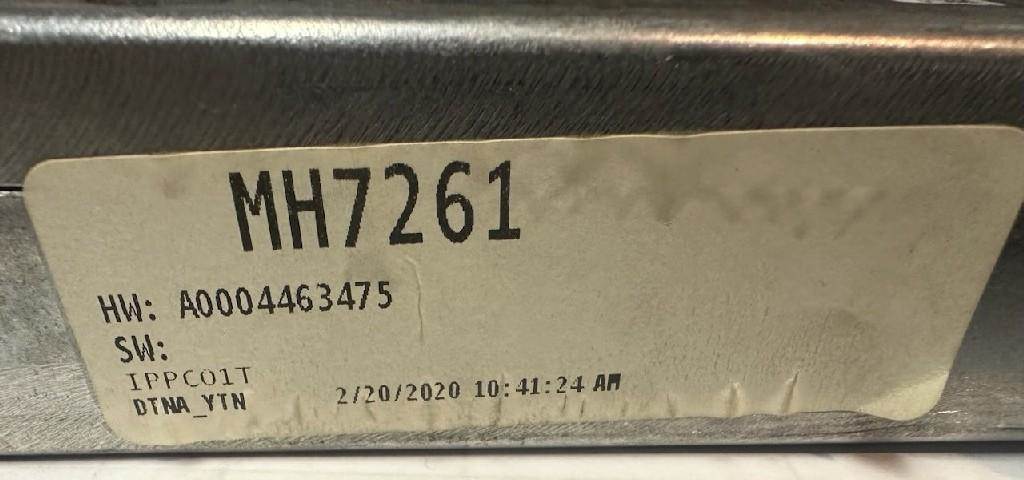 MH7261
HW: A0004463475
SW:
IPPC01T
DTNA_YTN 2/20/2020 10:41:24 AM